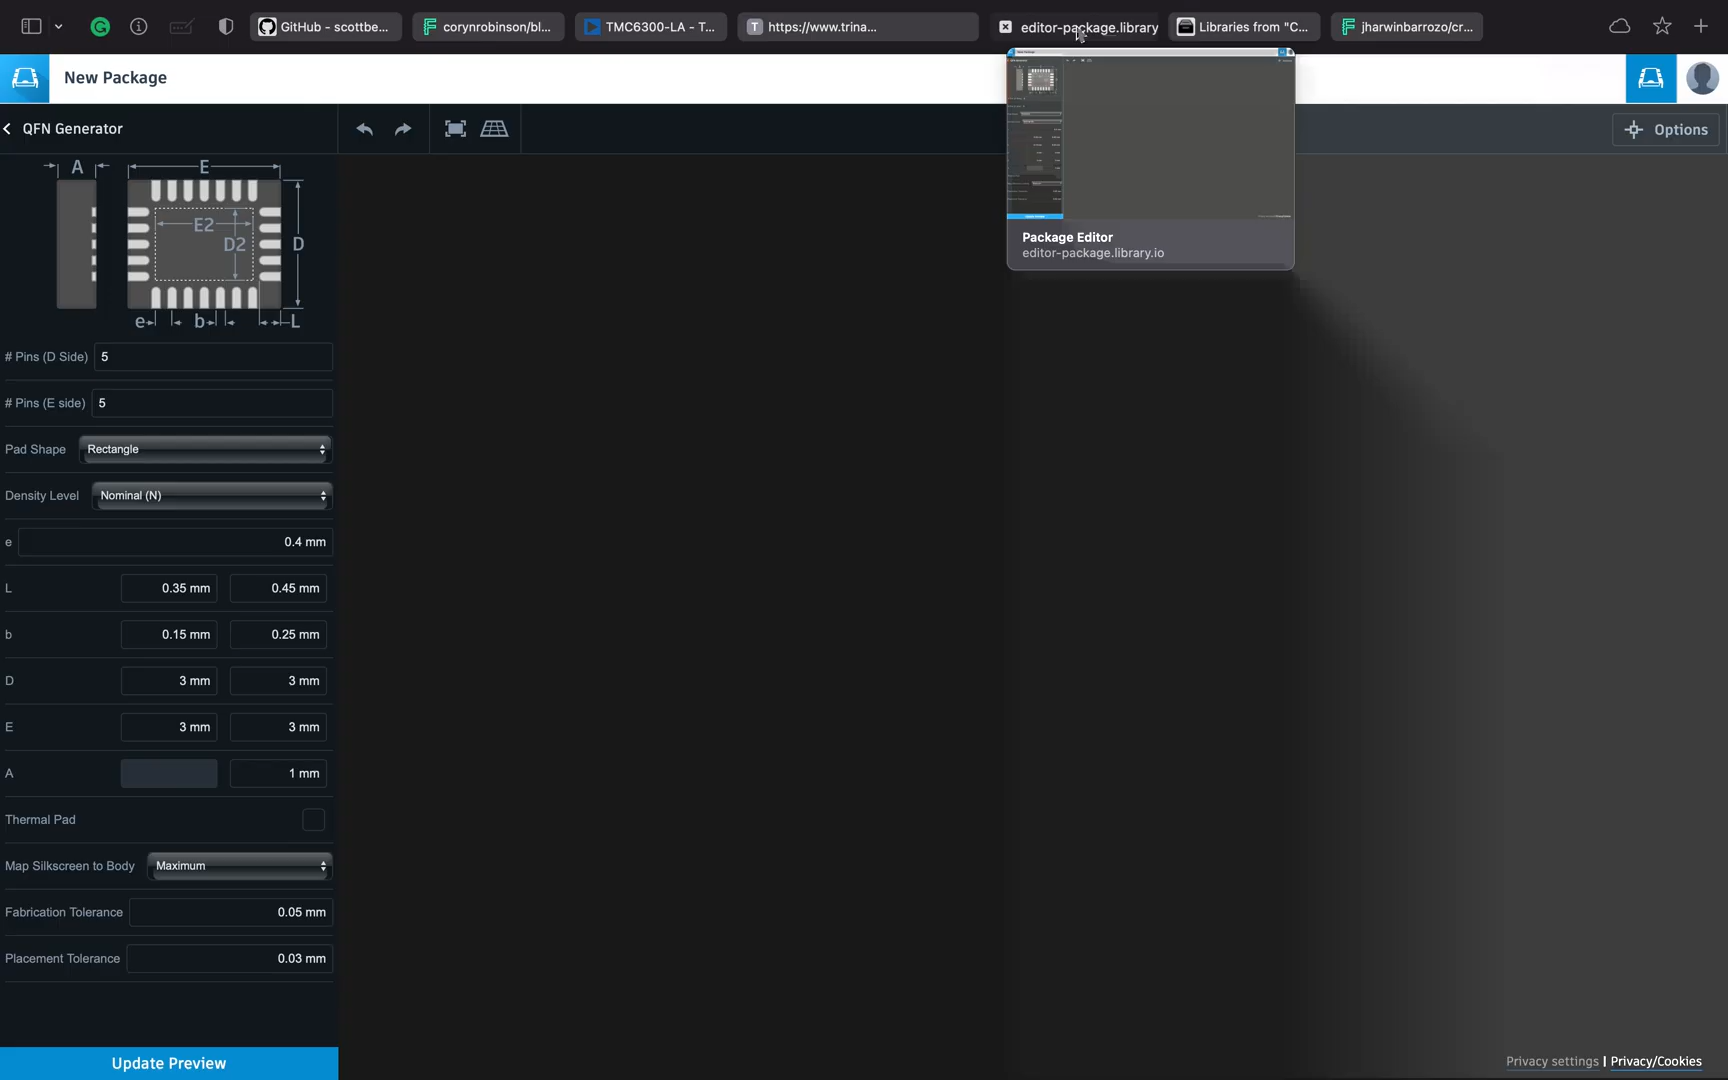 GitHub - scottbe...
corynrobinson/bl...
TMC6300-LA - T...
T https://www.trina...
editor-package.library
Libraries from "C...
jharwinbarrozo/cr...
New Package
QFN Generator
Options
A
E
E2
D2
D
e
b
L
Package Editor
editor-package.library.io
# Pins (D Side) 5
# Pins (E side) 5
Pad Shape Rectangle
Density Level Nominal (N)
e 0.4 mm
L 0.35 mm 0.45 mm
b 0.15 mm 0.25 mm
D 3 mm 3 mm
E 3 mm 3 mm
A 1 mm
Thermal Pad
Map Silkscreen to Body Maximum
Fabrication Tolerance 0.05 mm
Placement Tolerance 0.03 mm
Update Preview
Privacy settings | Privacy/Cookies